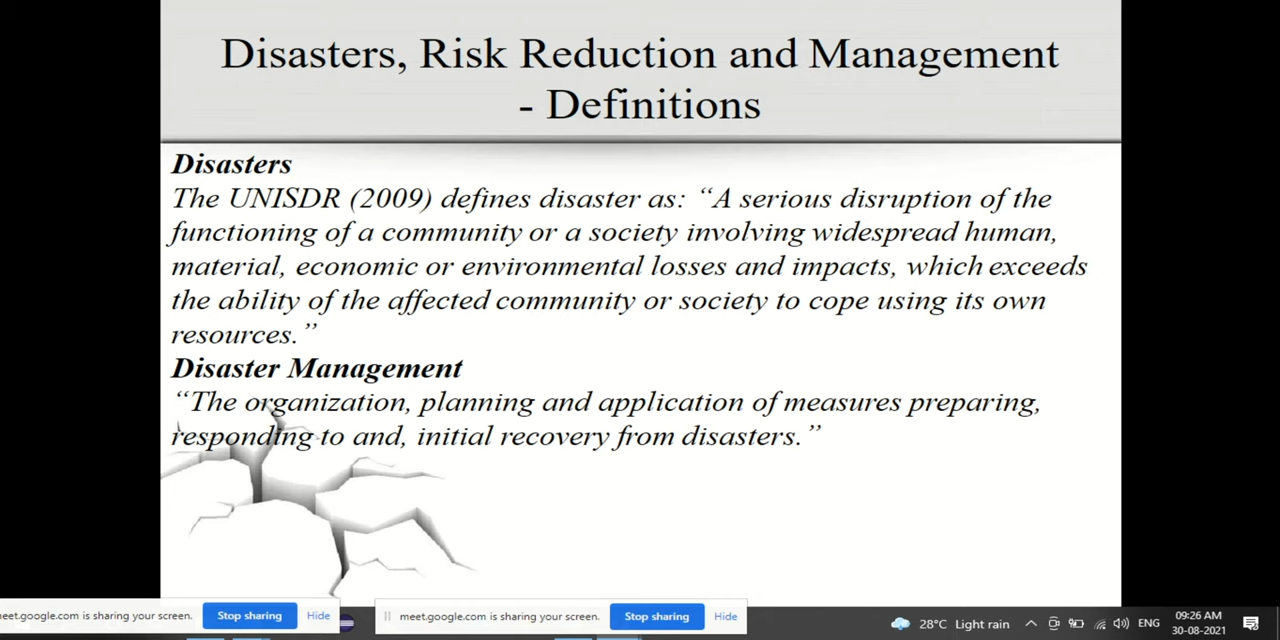 Disasters, Risk Reduction and Management
- Definitions
Disasters
The UNISDR (2009) defines disaster as: “A serious disruption of the
functioning of a community or a society involving widespread human,
material, economic or environmental losses and impacts, which exceeds
the ability of the affected community or society to cope using its own
resources.”
Disaster Management
“The organization, planning and application of measures preparing,
responding to and, initial recovery from disasters.”
meet.google.com is sharing your screen. Stop sharing Hide
meet.google.com is sharing your screen. Stop sharing Hide
28°C Light rain ENG 09:26 AM
30-08-2021